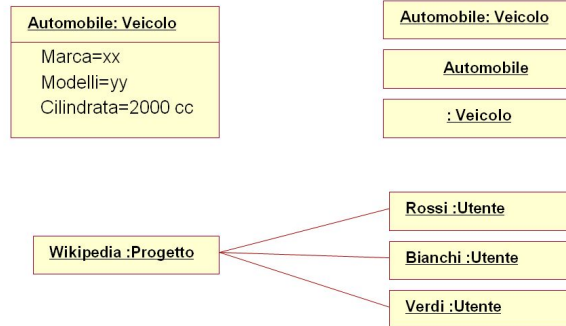 Automobile: Veicolo
Marca=xx
Modelli=yy
Cilindrata=2000 cc
Automobile: Veicolo
Automobile
: Veicolo
Wikipedia :Progetto
Rossi :Utente
Bianchi :Utente
Verdi :Utente